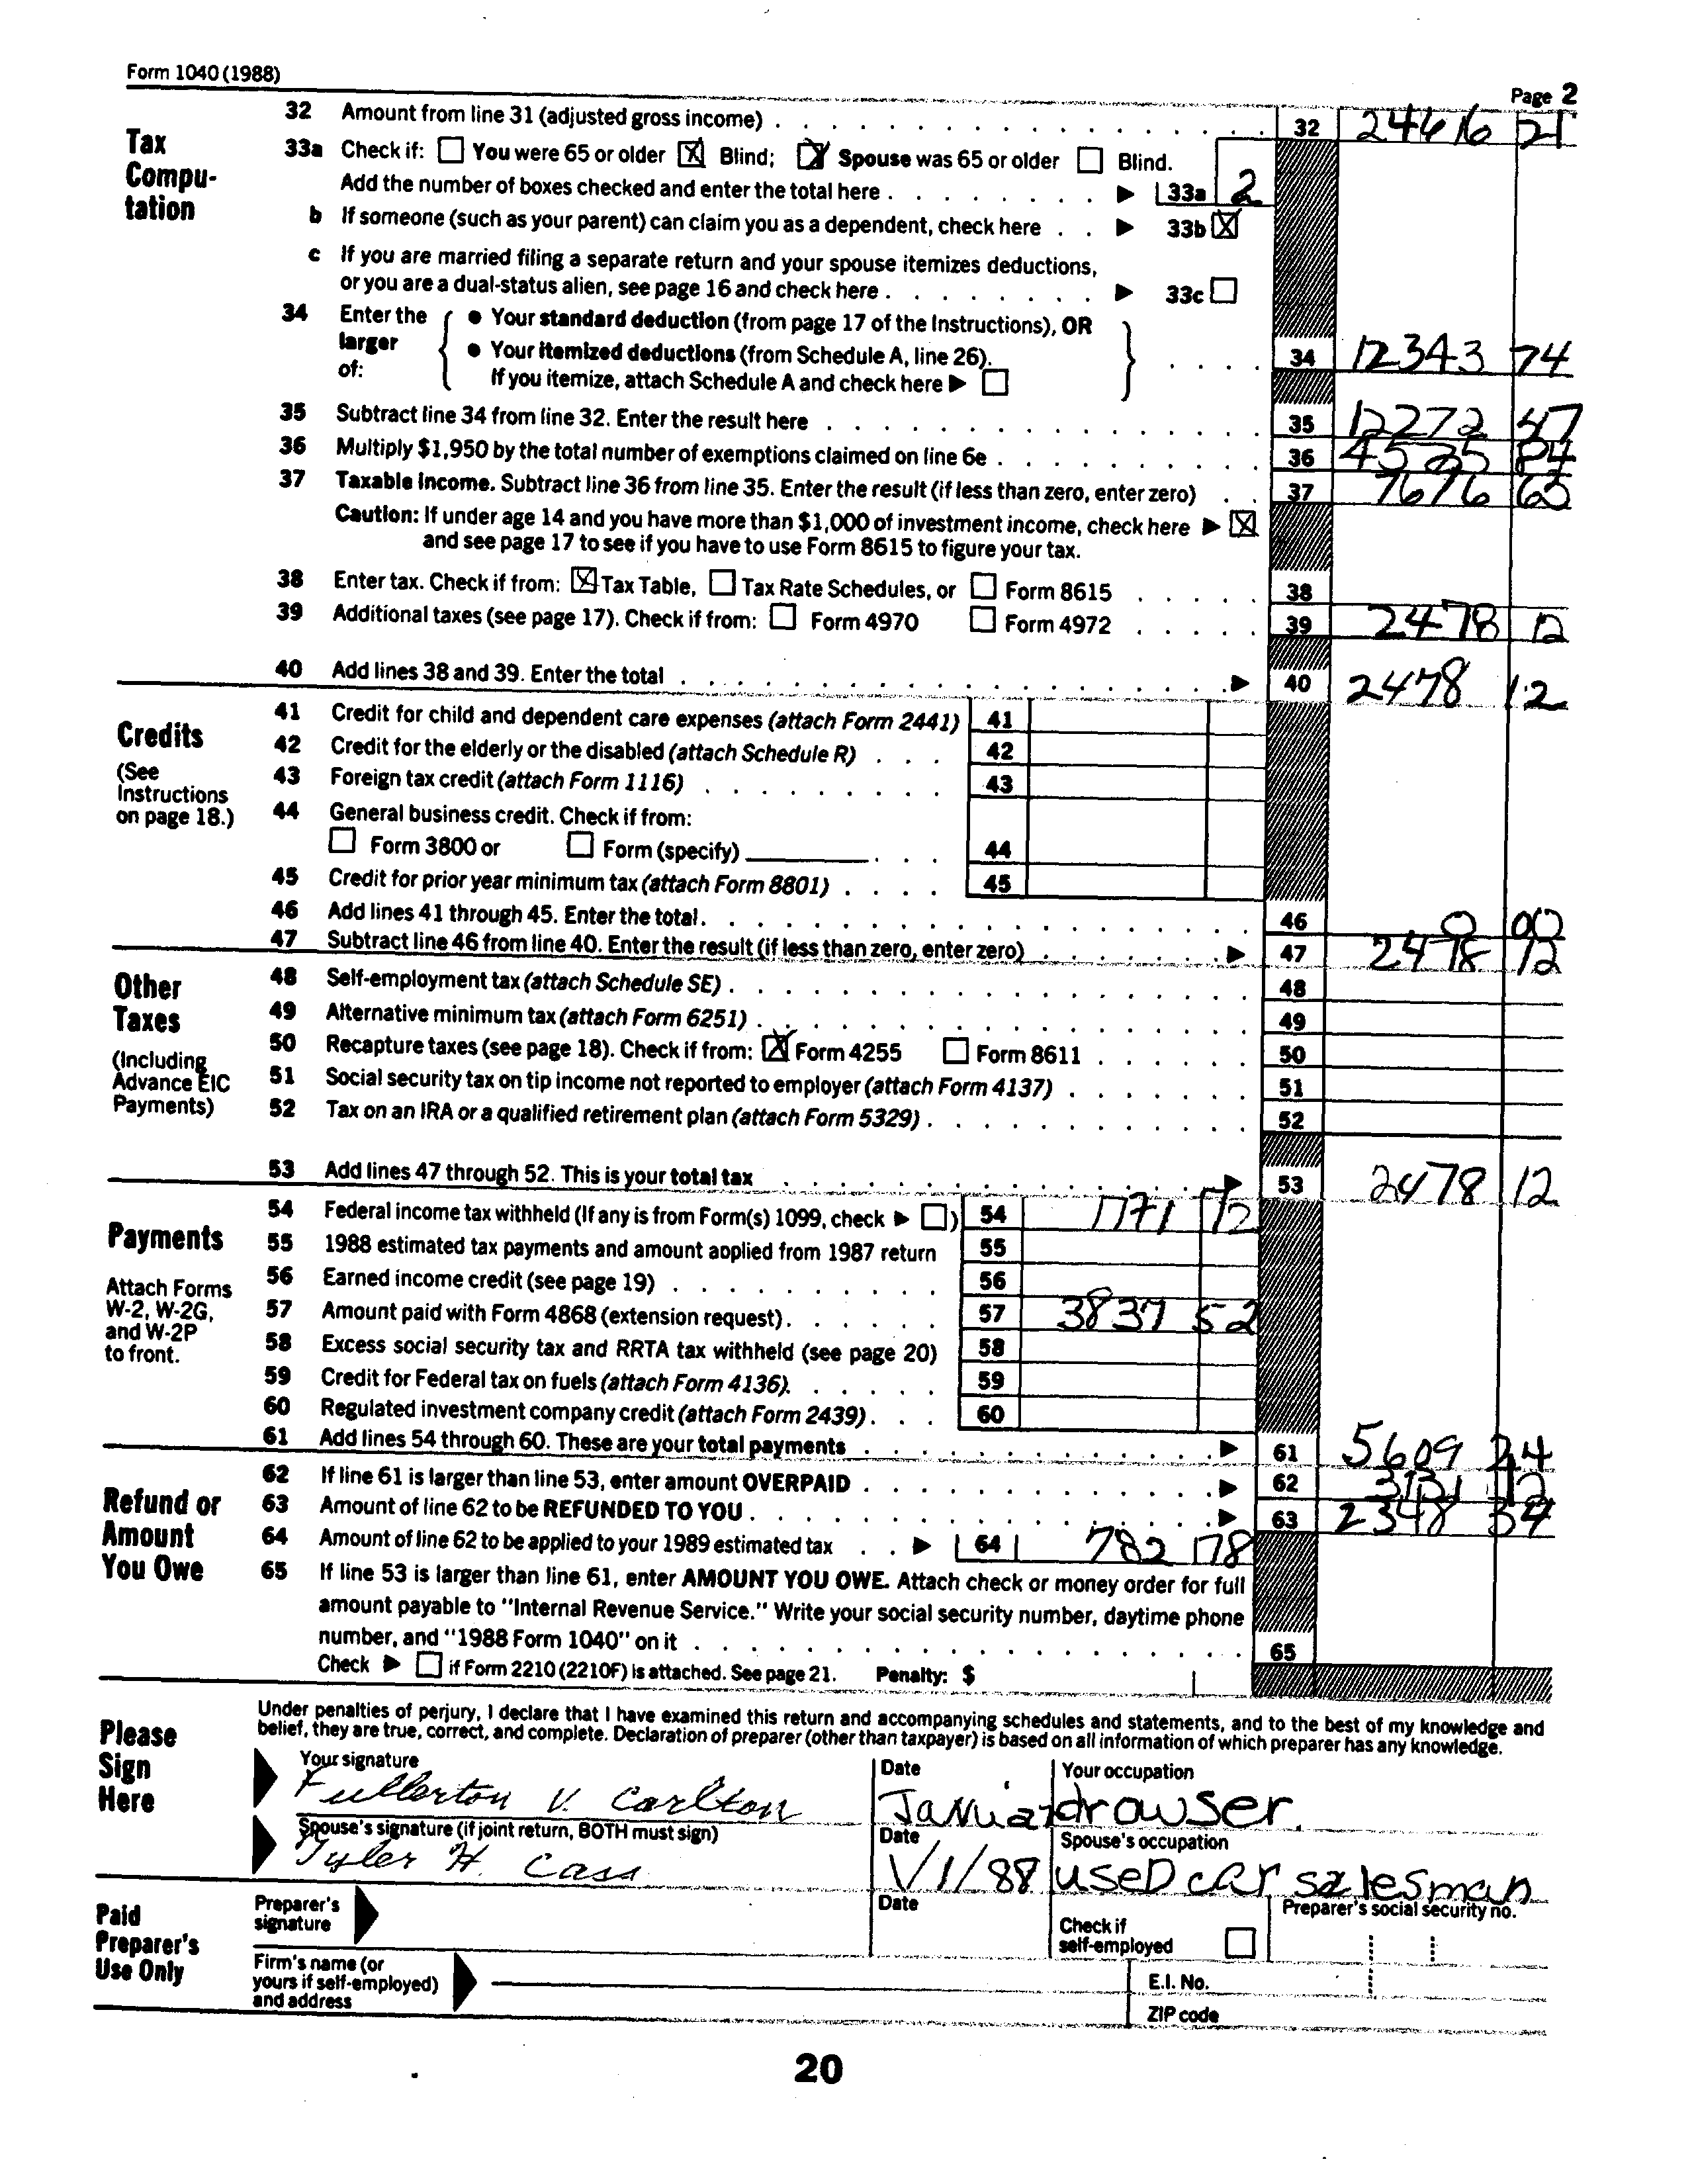 Form 1040 (1988)
Page 2
Tax Compu-tation
32 Amount from line 31 (adjusted gross income) 32 24616 21
33a Check if: You were 65 or older Blind; Spouse was 65 or older Blind.
Add the number of boxes checked and enter the total here 33a 2
b If someone (such as your parent) can claim you as a dependent, check here 33b
c If you are married filing a separate return and your spouse itemizes deductions,
or you are a dual-status alien, see page 16 and check here 33c
34 Enter the larger of:
● Your standard deduction (from page 17 of the Instructions), OR
● Your itemized deductions (from Schedule A, line 26).
If you itemize, attach Schedule A and check here
34 12343 74
35 Subtract line 34 from line 32. Enter the result here 35 12272 47
36 Multiply $1,950 by the total number of exemptions claimed on line 6e 36 84
37 Taxable income. Subtract line 36 from line 35. Enter the result (if less than zero, enter zero) 37 7676 63
Caution: If under age 14 and you have more than $1,000 of investment income, check here
and see page 17 to see if you have to use Form 8615 to figure your tax.
38 Enter tax. Check if from: Tax Table, Tax Rate Schedules, or Form 8615 38
39 Additional taxes (see page 17). Check if from: Form 4970 Form 4972 39 2478 12
40 Add lines 38 and 39. Enter the total 40 2478 12
Credits
(See Instructions on page 18.)
41 Credit for child and dependent care expenses (attach Form 2441) 41
42 Credit for the elderly or the disabled (attach Schedule R) 42
43 Foreign tax credit (attach Form 1116) 43
44 General business credit. Check if from:
Form 3800 or Form (specify) 44
45 Credit for prior year minimum tax (attach Form 8801) 45
46 Add lines 41 through 45. Enter the total. 46 0 00
47 Subtract line 46 from line 40. Enter the result (if less than zero, enter zero) 47 2478 12
Other Taxes
(Including Advance EIC Payments)
48 Self-employment tax (attach Schedule SE) 48
49 Alternative minimum tax (attach Form 6251) 49
50 Recapture taxes (see page 18). Check if from: Form 4255 Form 8611 50
51 Social security tax on tip income not reported to employer (attach Form 4137) 51
52 Tax on an IRA or a qualified retirement plan (attach Form 5329) 52
53 Add lines 47 through 52. This is your total tax 53 2478 12
Payments
Attach Forms W-2, W-2G, and W-2P to front.
54 Federal income tax withheld (If any is from Form(s) 1099, check ) 54 1771 72
55 1988 estimated tax payments and amount applied from 1987 return 55
56 Earned income credit (see page 19) 56
57 Amount paid with Form 4868 (extension request) 57 3837 52
58 Excess social security tax and RRTA tax withheld (see page 20) 58
59 Credit for Federal tax on fuels (attach Form 4136). 59
60 Regulated investment company credit (attach Form 2439) 60
61 Add lines 54 through 60. These are your total payments 61 5609 24
Refund or Amount You Owe
62 If line 61 is larger than line 53, enter amount OVERPAID 62 3131 12
63 Amount of line 62 to be REFUNDED TO YOU 63 2348 34
64 Amount of line 62 to be applied to your 1989 estimated tax 64 782 78
65 If line 53 is larger than line 61, enter AMOUNT YOU OWE. Attach check or money order for full
amount payable to "Internal Revenue Service." Write your social security number, daytime phone
number, and "1988 Form 1040" on it 65
Check if Form 2210 (2210F) is attached. See page 21. Penalty: $
Please Sign Here
Under penalties of perjury, I declare that I have examined this return and accompanying schedules and statements, and to the best of my knowledge and
belief, they are true, correct, and complete. Declaration of preparer (other than taxpayer) is based on all information of which preparer has any knowledge.
Your signature Date Your occupation
Fullerton V. Carlton drowser
Spouse's signature (if joint return, BOTH must sign) Date Spouse's occupation
Tyler H. Cass 1/1/88 used car salesman
Paid Preparer's Use Only
Preparer's signature Date Check if self-employed Preparer's social security no.
Firm's name (or yours if self-employed) and address E.I. No.
ZIP code
20